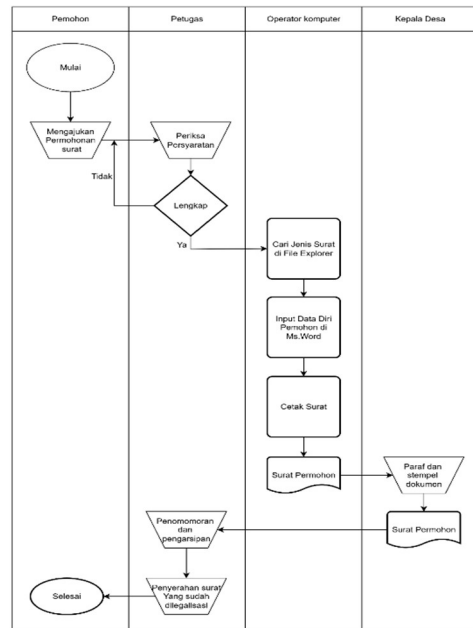 Pemohon
Petugas
Operator komputer
Kepala Desa
Mulai
Mengajukan
Permohonan
surat
Periksa
Porsyaratan
Tidak
Lengkap
Ya
Cari Jenis Surat
di File Explorer
Input Data Diri
Pemohon di
Ms.Word
Cetak Surat
Surat Permohon
Paraf dan
stempel
dokumen
Surat Permohon
Penomoroan
dan
pengarsipan
Penyerahan surat
Yang sudah
dilegalisasi
Selesai